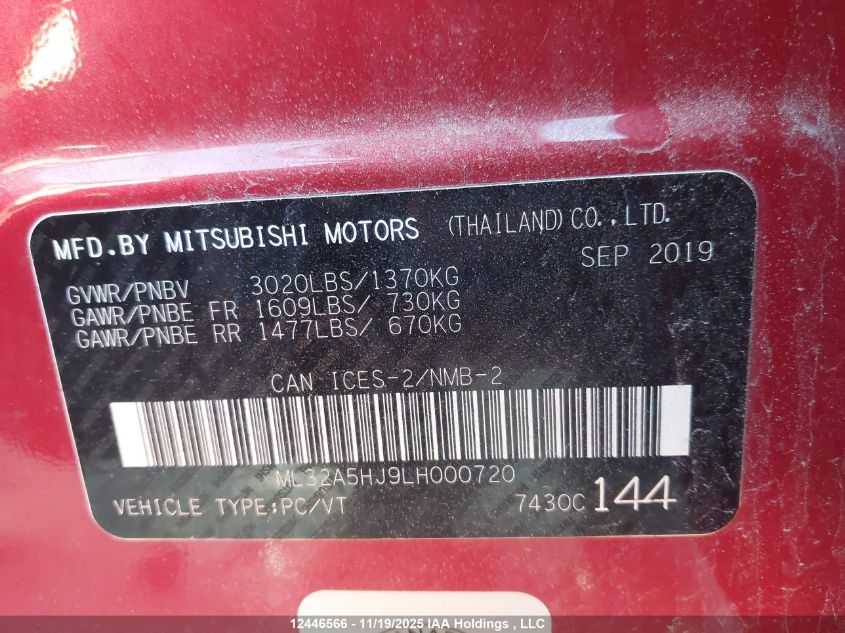 MFD.BY MITSUBISHI MOTORS (THAILAND) CO.,LTD.
SEP 2019
GVWR/PNBV 3020LBS/1370KG
GAWR/PNBE FR 1609LBS/ 730KG
GAWR/PNBE RR 1477LBS/ 670KG
CAN ICES-2/NMB-2
ML32A5HJ9LH000720
VEHICLE TYPE:PC/VT 7430C 144
12446566 - 11/19/2025 IAA Holdings , LLC